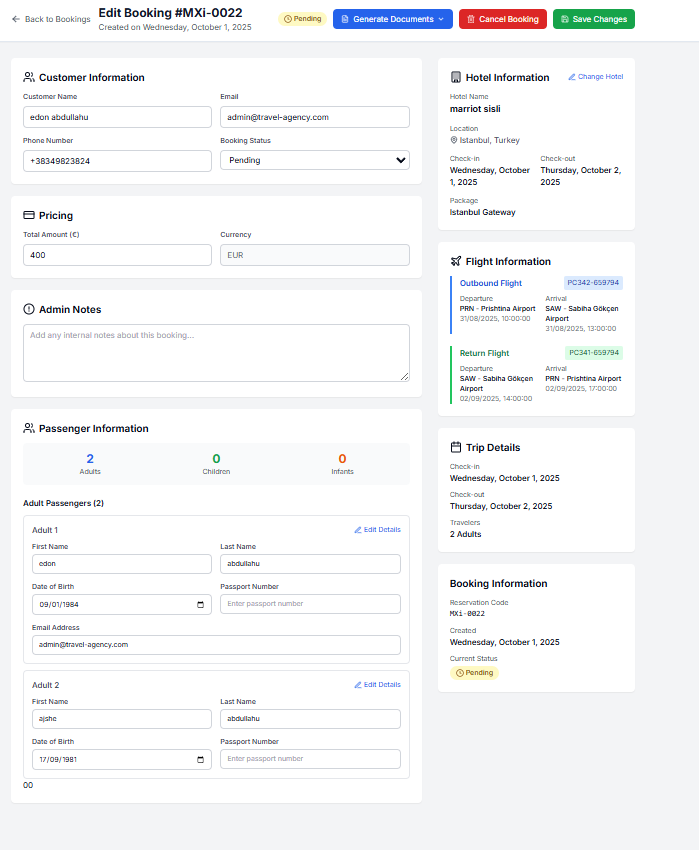 Back to Bookings
Edit Booking #MXi-0022
Created on Wednesday, October 1, 2025
Pending
Generate Documents
Cancel Booking
Save Changes
Customer Information
Customer Name
Email
edon abdullahu
admin@travel-agency.com
Phone Number
Booking Status
+38349823824
Pending
Pricing
Total Amount (€)
Currency
400
EUR
Admin Notes
Add any internal notes about this booking...
Passenger Information
2
0
0
Adults
Children
Infants
Adult Passengers (2)
Adult 1
Edit Details
First Name
Last Name
edon
abdullahu
Date of Birth
Passport Number
09/01/1984
Enter passport number
Email Address
admin@travel-agency.com
Adult 2
Edit Details
First Name
Last Name
ajshe
abdullahu
Date of Birth
Passport Number
17/09/1981
Enter passport number
00
Hotel Information
Change Hotel
Hotel Name
marriot sisli
Location
Istanbul, Turkey
Check-in
Check-out
Wednesday, October
1, 2025
Thursday, October 2,
2025
Package
Istanbul Gateway
Flight Information
Outbound Flight
PC342-659794
Departure
PRN - Prishtina Airport
31/08/2025, 10:00:00
Arrival
SAW - Sabiha Gökçen
Airport
31/08/2025, 13:00:00
Return Flight
PC341-659794
Departure
SAW - Sabiha Gökçen
Airport
02/09/2025, 14:00:00
Arrival
PRN - Prishtina Airport
02/09/2025, 17:00:00
Trip Details
Check-in
Wednesday, October 1, 2025
Check-out
Thursday, October 2, 2025
Travelers
2 Adults
Booking Information
Reservation Code
MXi-0022
Created
Wednesday, October 1, 2025
Current Status
Pending